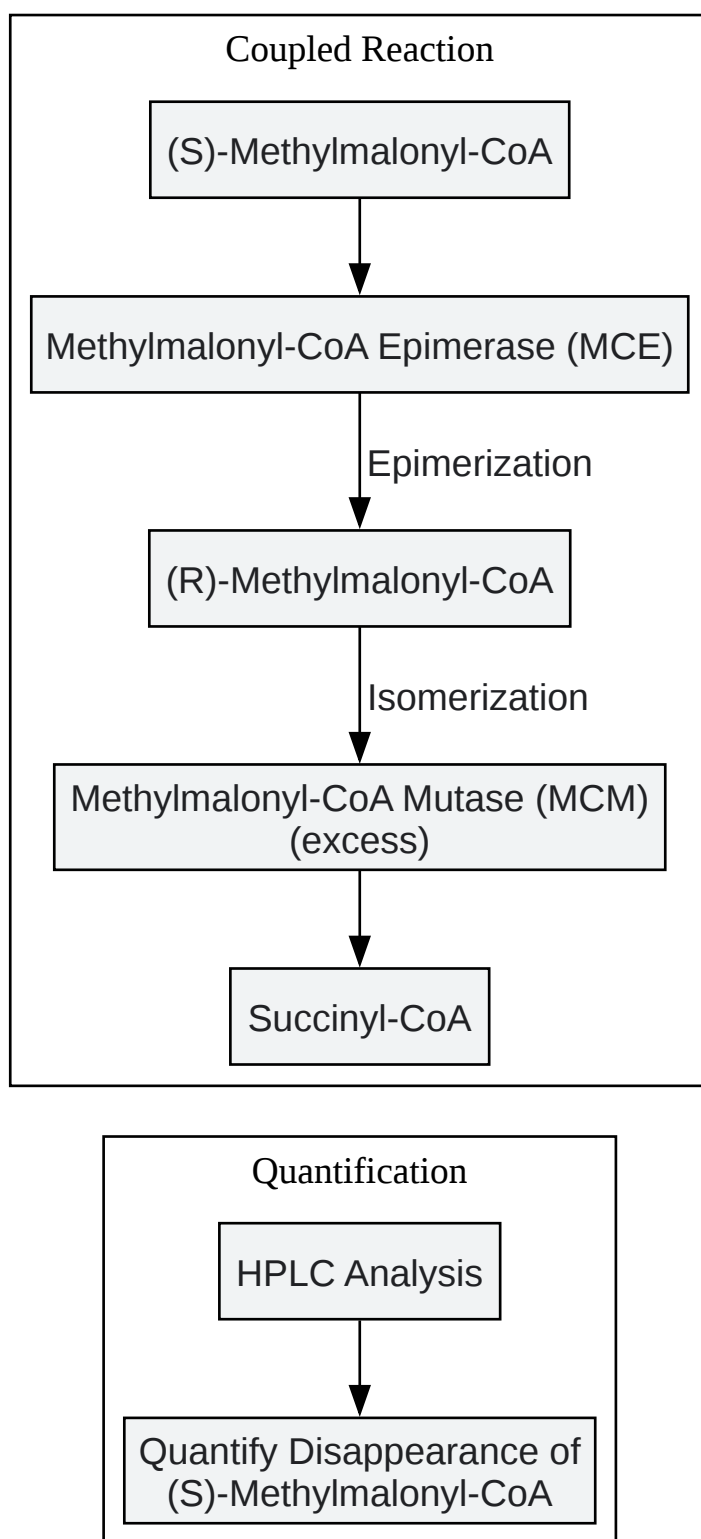 Coupled Reaction
(S)-Methylmalonyl-CoA
Methylmalonyl-CoA Epimerase (MCE)
Epimerization
(R)-Methylmalonyl-CoA
Isomerization
Methylmalonyl-CoA Mutase (MCM)
(excess)
Succinyl-CoA
Quantification
HPLC Analysis
Quantify Disappearance of
(S)-Methylmalonyl-CoA